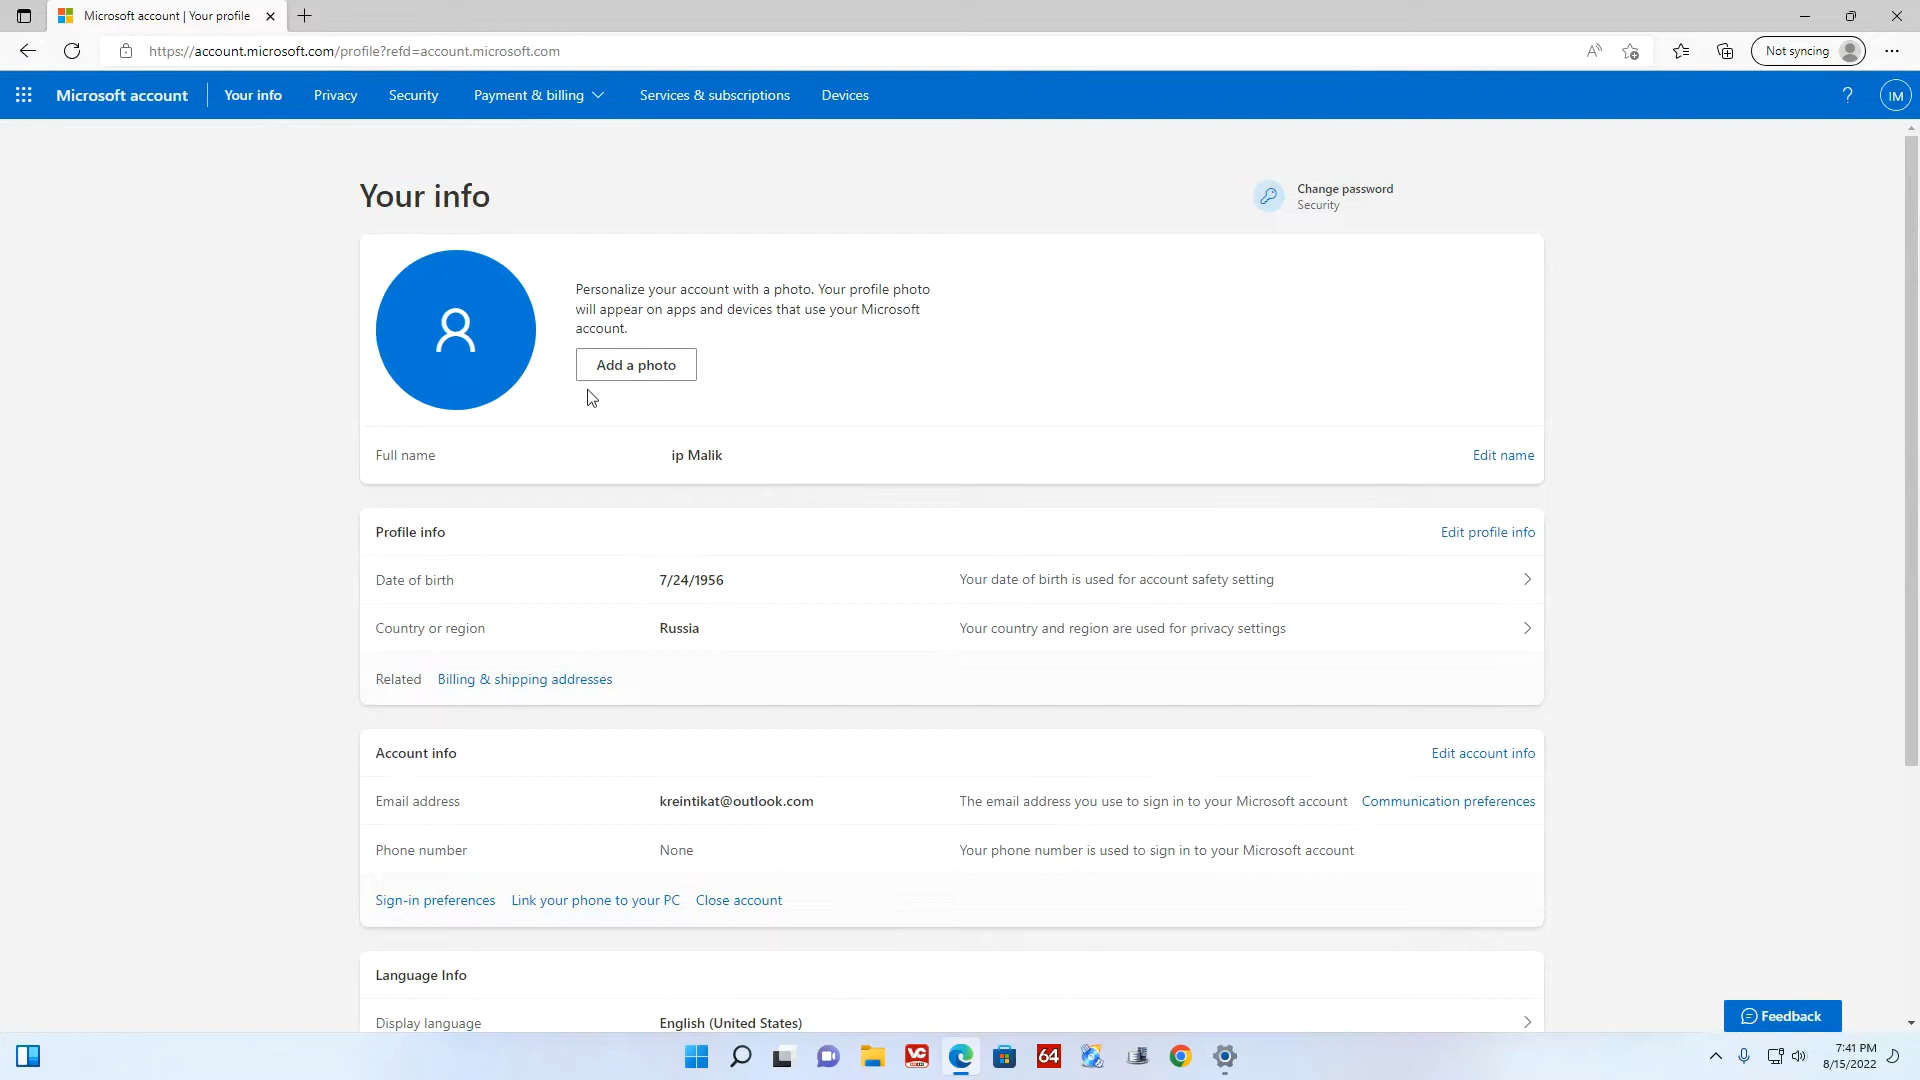 Microsoft account | Your profile
https://account.microsoft.com/profile?refd=account.microsoft.com
Not syncing
Microsoft account
Your info
Privacy
Security
Payment & billing
Services & subscriptions
Devices
?
IM
Your info
Change password
Security
Personalize your account with a photo. Your profile photo
will appear on apps and devices that use your Microsoft
account.
Add a photo
Full name
ip Malik
Edit name
Profile info
Edit profile info
Date of birth
7/24/1956
Your date of birth is used for account safety setting
Country or region
Russia
Your country and region are used for privacy settings
Related
Billing & shipping addresses
Account info
Edit account info
Email address
kreintikat@outlook.com
The email address you use to sign in to your Microsoft account
Communication preferences
Phone number
None
Your phone number is used to sign in to your Microsoft account
Sign-in preferences
Link your phone to your PC
Close account
Language Info
Display language
English (United States)
Feedback
VC
64
7:41 PM
8/15/2022